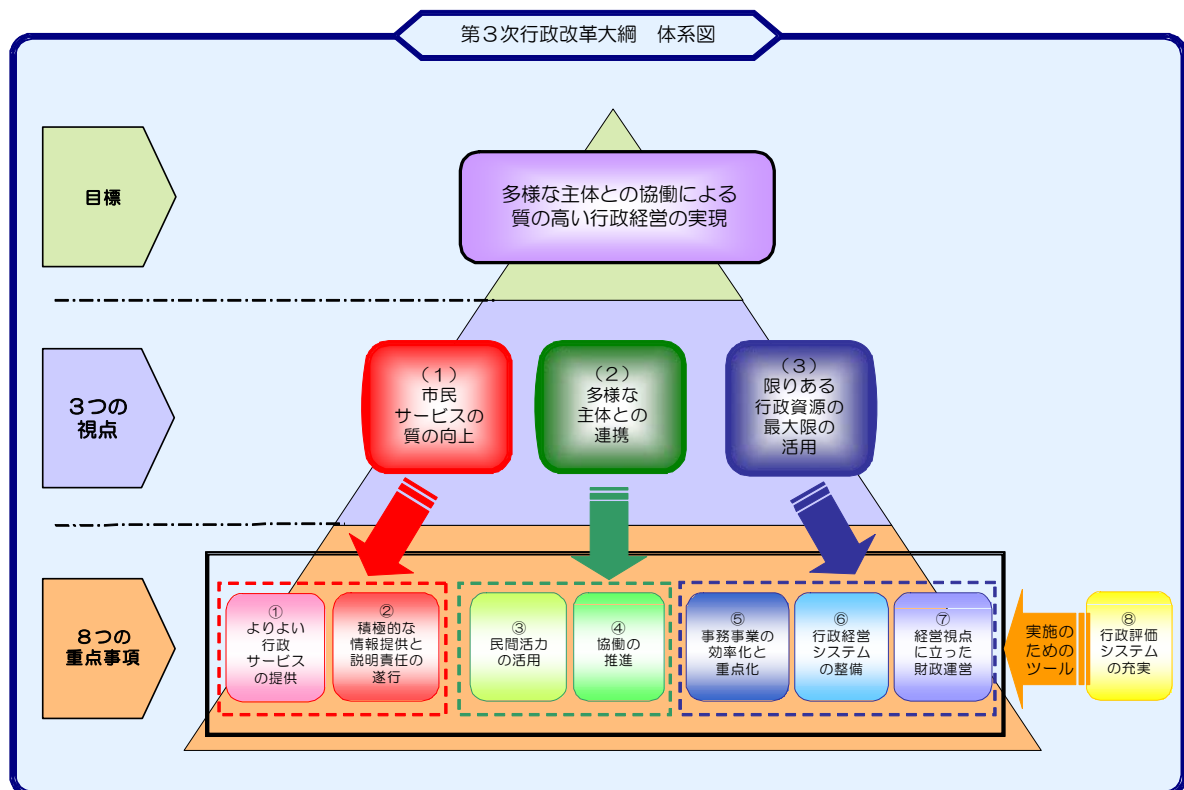 第３次行政改革大綱　体系図
目標
多様な主体との協働による
質の高い行政経営の実現
３つの
視点
（１）
市民
サービスの
質の向上
（２）
多様な
主体との
連携
（３）
限りある
行政資源の
最大限の
活用
８つの
重点事項
①
よりよい
行政
サービス
の提供
②
積極的な
情報提供と
説明責任の
遂行
③
民間活力
の活用
④
協働の
推進
⑤
事務事業の
効率化と
重点化
⑥
行政経営
システム
の整備
⑦
経営視点
に立った
財政運営
実施の
ための
ツール
⑧
行政評価
システム
の充実